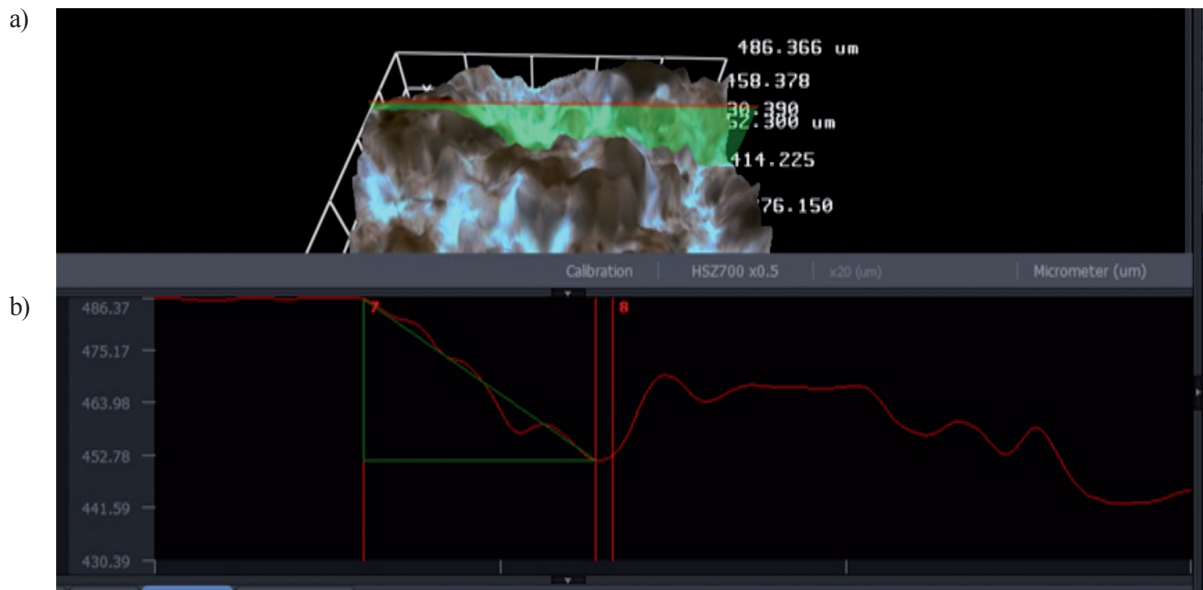 a)
486.366 um
458.378
30.390
52.300 um
414.225
76.150
Calibration HSZ700 x0.5 x20 (um) Micrometer (um)
b)
486.37
7 8
475.17
463.98
452.78
441.59
430.39